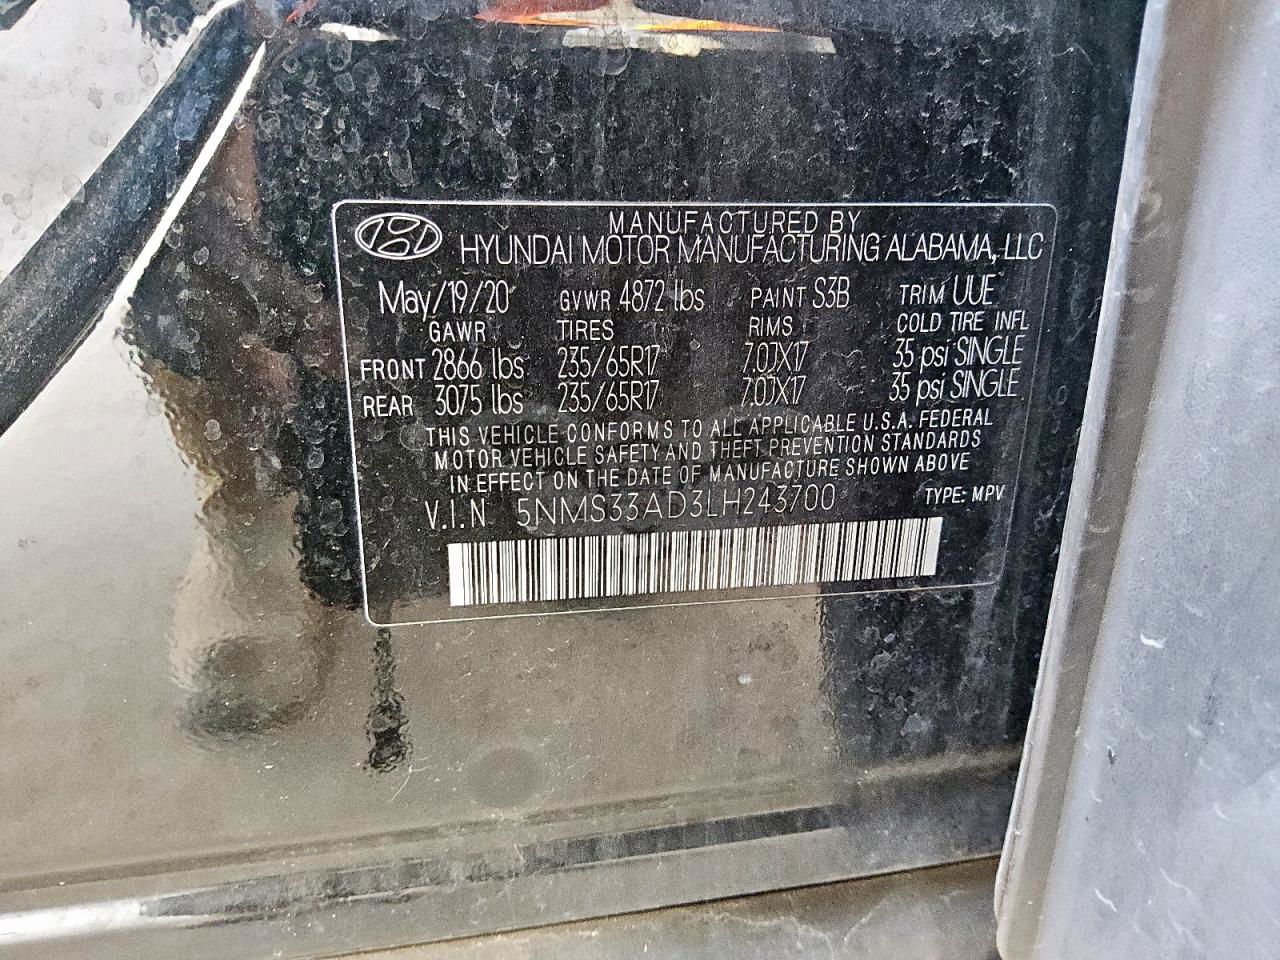 MANUFACTURED BY
HYUNDAI MOTOR MANUFACTURING ALABAMA, LLC
May/19/20 GVWR 4872 lbs PAINT S3B TRIM UUE
GAWR TIRES RIMS COLD TIRE INFL
FRONT 2866 lbs 235/65R17 7.0JX17 35 psi SINGLE
REAR 3075 lbs 235/65R17 7.0JX17 35 psi SINGLE
THIS VEHICLE CONFORMS TO ALL APPLICABLE U.S.A. FEDERAL
MOTOR VEHICLE SAFETY AND THEFT PREVENTION STANDARDS
IN EFFECT ON THE DATE OF MANUFACTURE SHOWN ABOVE
V.I.N 5NMS33AD3LH243700 TYPE: MPV